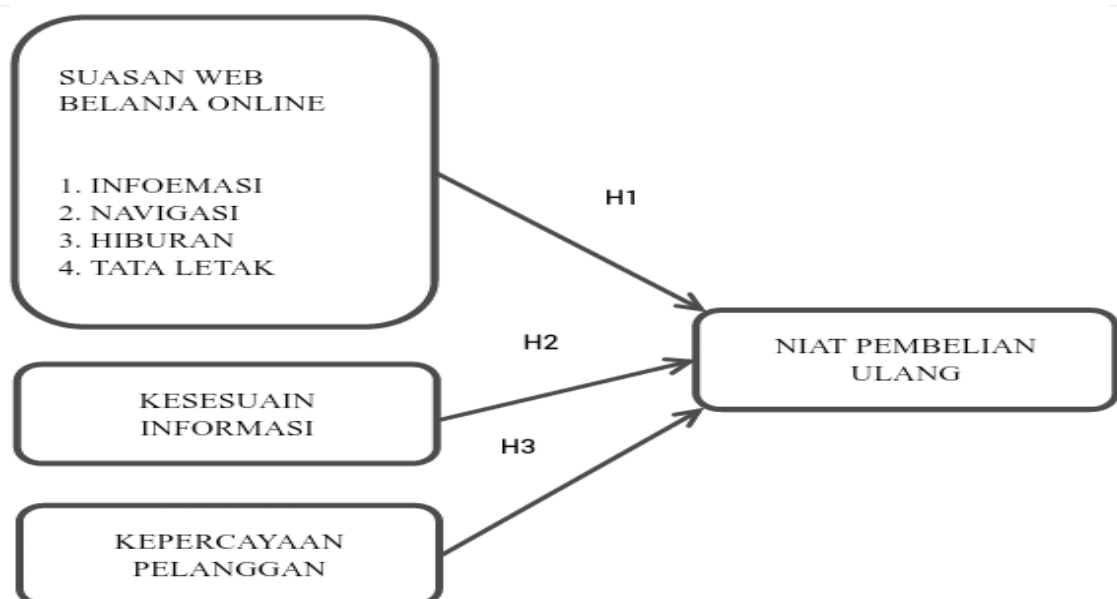 SUASAN WEB
BELANJA ONLINE
1. INFOEMASI
2. NAVIGASI
3. HIBURAN
4. TATA LETAK
H1
H2
NIAT PEMBELIAN
ULANG
KESESUAIN
INFORMASI
H3
KEPERCAYAAN
PELANGGAN